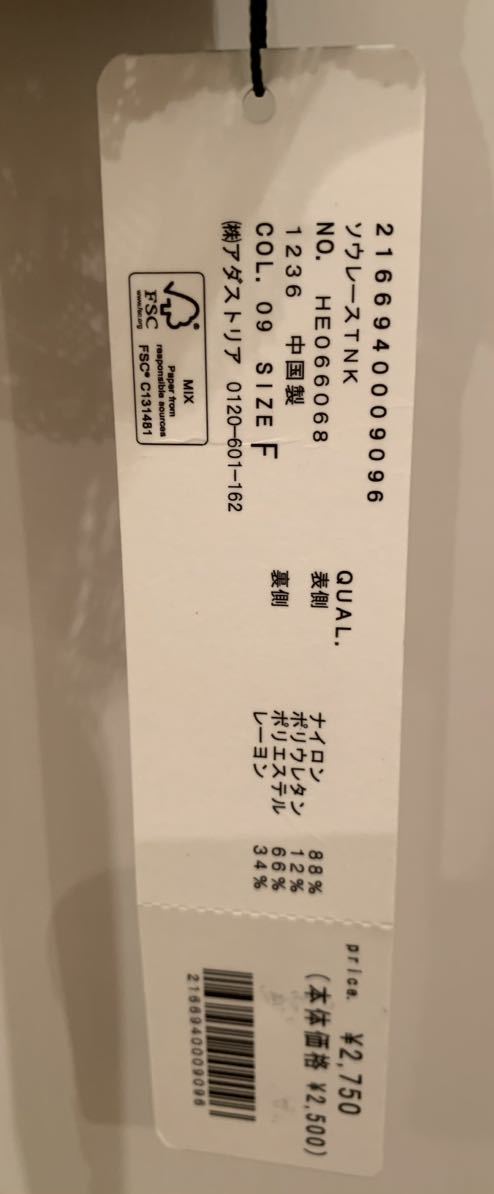 2166940009096
ソウレースTNK
NO. HE066068
1236 中国製
COL. 09 SIZE F
㈱アダストリア 0120-601-162
FSC
www.fsc.org
MIX
Paper from
responsible sources
FSC® C131481
QUAL.
表側 ナイロン 88%
ポリウレタン 12%
裏側 ポリエステル 66%
レーヨン 34%
price. ¥2,750
(本体価格 ¥2,500)
2166940009096